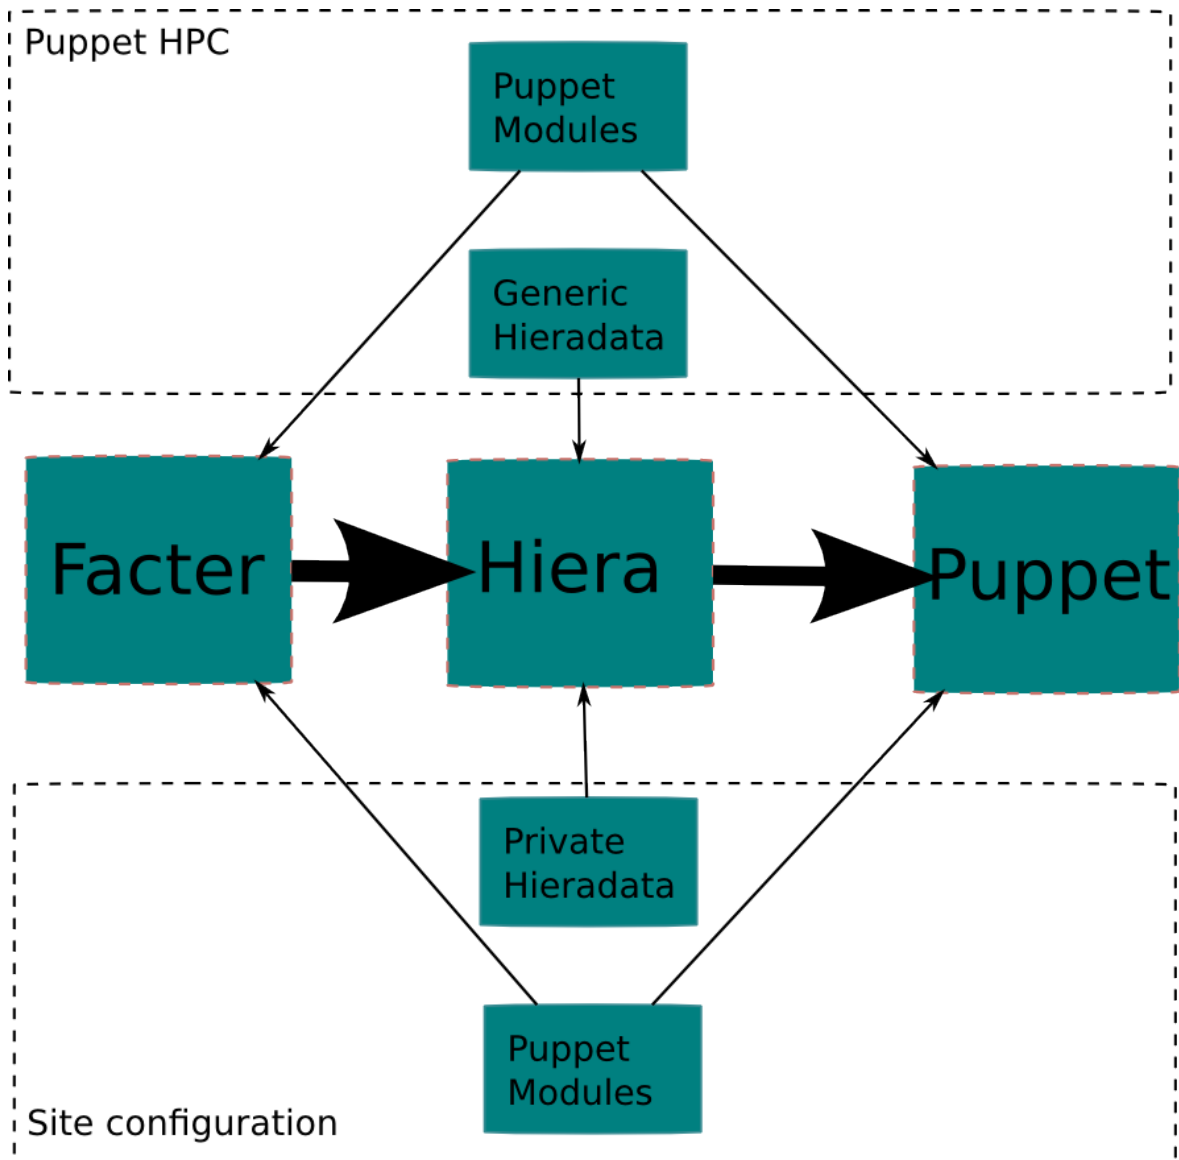 Puppet HPC
Puppet
Modules
Generic
Hieradata
Facter
Hiera
Puppet
Private
Hieradata
Puppet
Modules
Site configuration